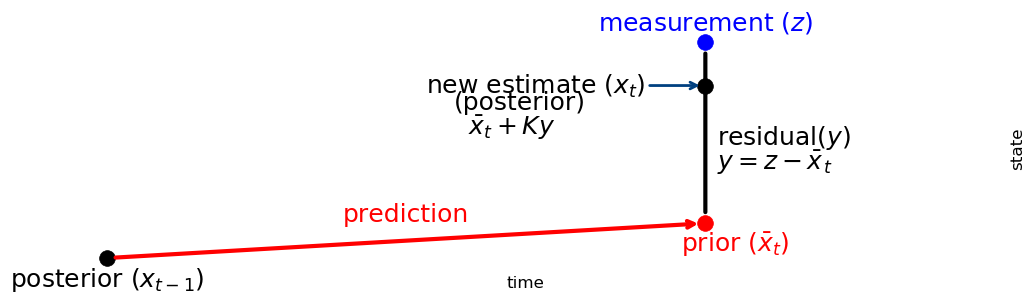 measurement (z)
new estimate (xₜ)
(posterior)
x̄ₜ + Ky
residual(y)
y = z − x̄ₜ
state
prediction
prior (x̄ₜ)
posterior (xₜ₋₁)
time